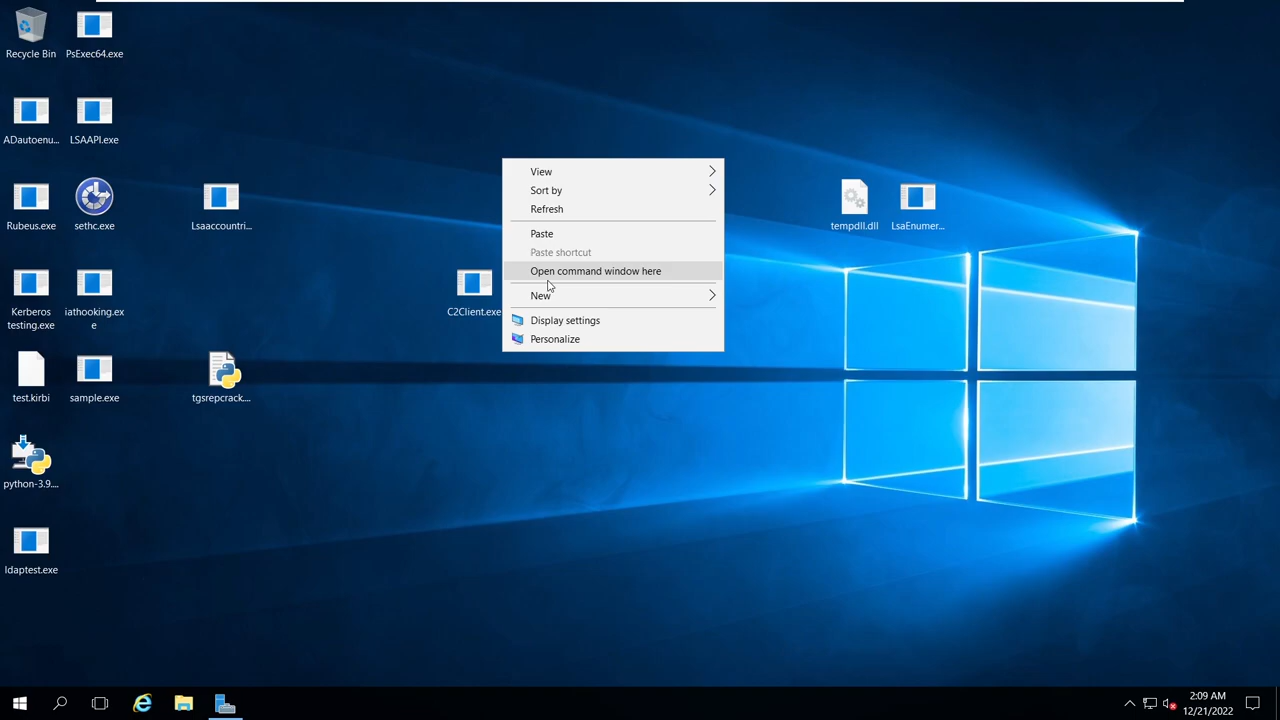 Recycle Bin
PsExec64.exe
ADautoenu...
LSAAPI.exe
Rubeus.exe
sethc.exe
Lsaaccountri...
tempdll.dll
LsaEnumer...
Kerberos
testing.exe
iathooking.ex
e
C2Client.exe
test.kirbi
sample.exe
tgsrepcrack....
python-3.9....
ldaptest.exe
View
Sort by
Refresh
Paste
Paste shortcut
Open command window here
New
Display settings
Personalize
2:09 AM
12/21/2022